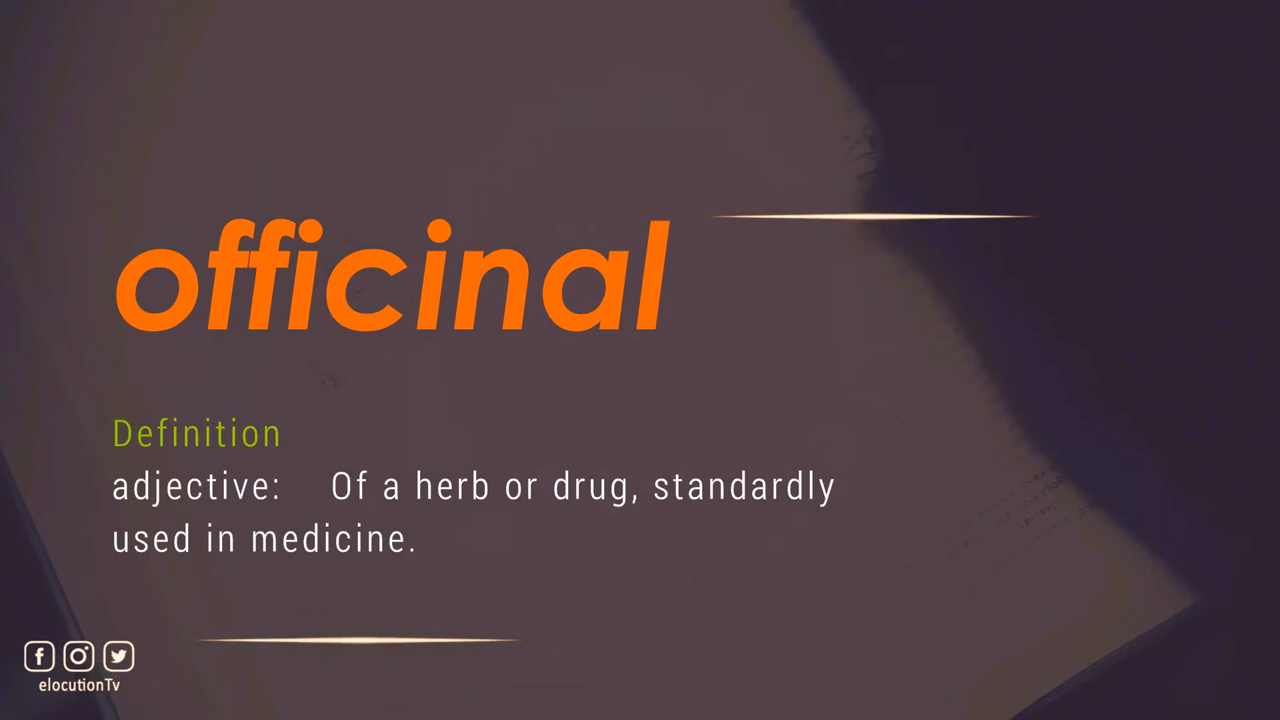 officinal
Definition
adjective: Of a herb or drug, standardly
used in medicine.
elocutionTv